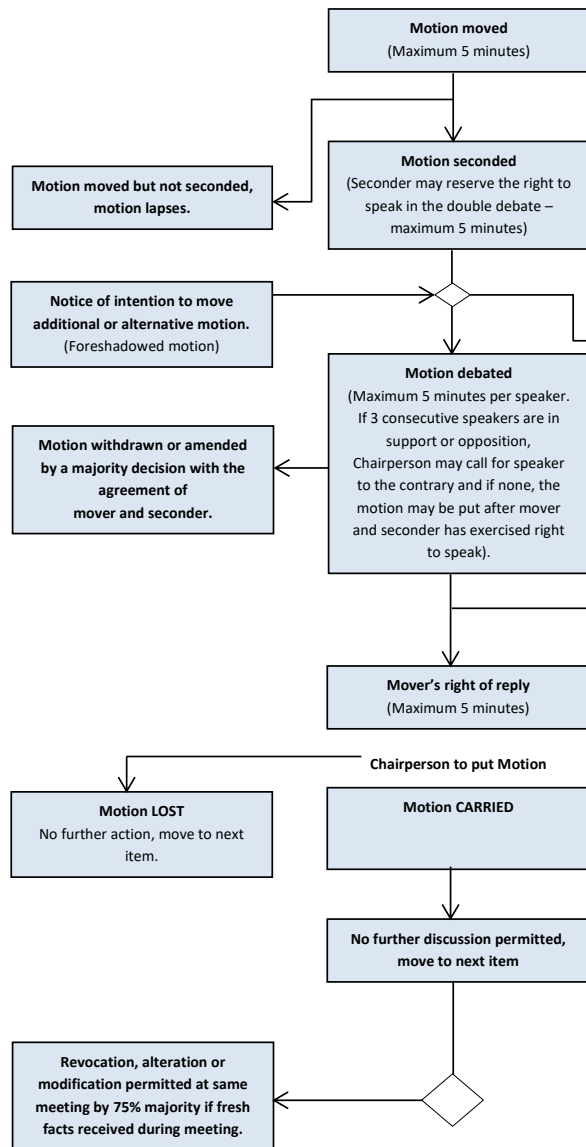 Motion moved
(Maximum 5 minutes)
Motion seconded
(Seconder may reserve the right to
speak in the double debate –
maximum 5 minutes)
Motion moved but not seconded,
motion lapses.
Notice of intention to move
additional or alternative motion.
(Foreshadowed motion)
Motion debated
(Maximum 5 minutes per speaker.
If 3 consecutive speakers are in
support or opposition,
Chairperson may call for speaker
to the contrary and if none, the
motion may be put after mover
and seconder has exercised right
to speak).
Motion withdrawn or amended
by a majority decision with the
agreement of
mover and seconder.
Mover’s right of reply
(Maximum 5 minutes)
Chairperson to put Motion
Motion LOST
No further action, move to next
item.
Motion CARRIED
No further discussion permitted,
move to next item
Revocation, alteration or
modification permitted at same
meeting by 75% majority if fresh
facts received during meeting.